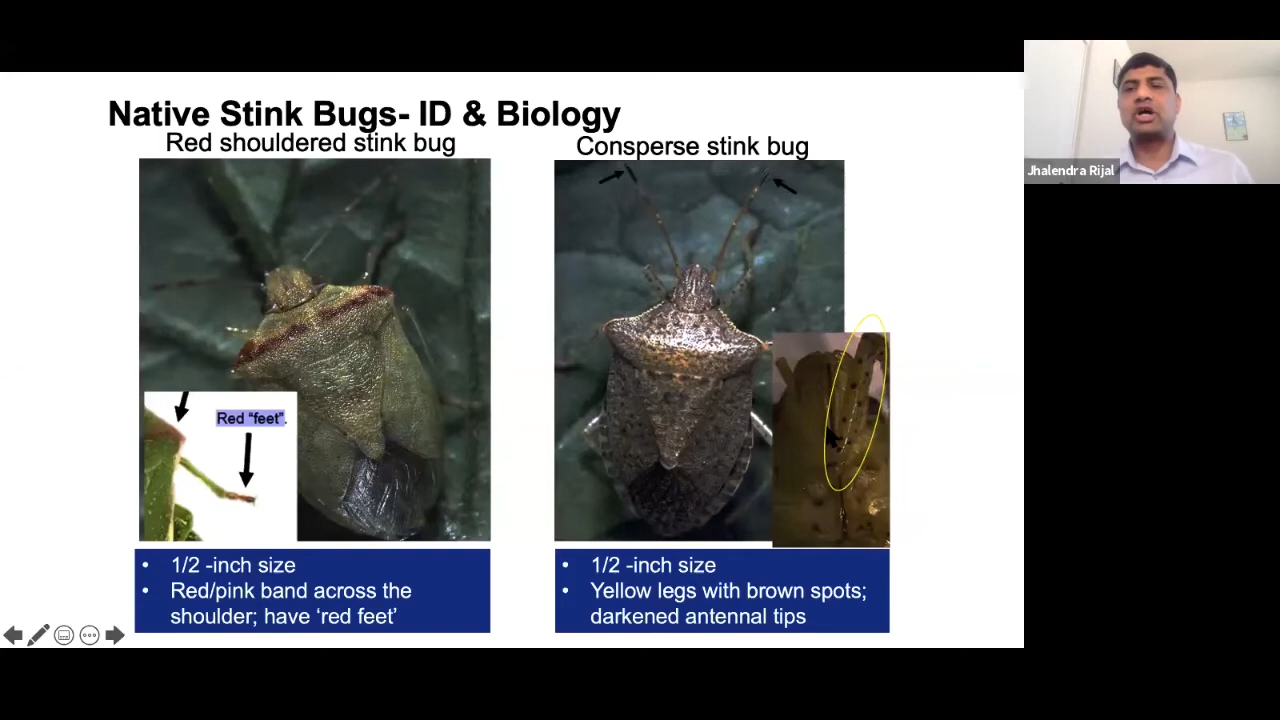 Native Stink Bugs- ID & Biology
Red shouldered stink bug
Red “feet”.
• 1/2 -inch size
• Red/pink band across the
shoulder; have ‘red feet’
Consperse stink bug
• 1/2 -inch size
• Yellow legs with brown spots;
darkened antennal tips
Jhalendra Rijal